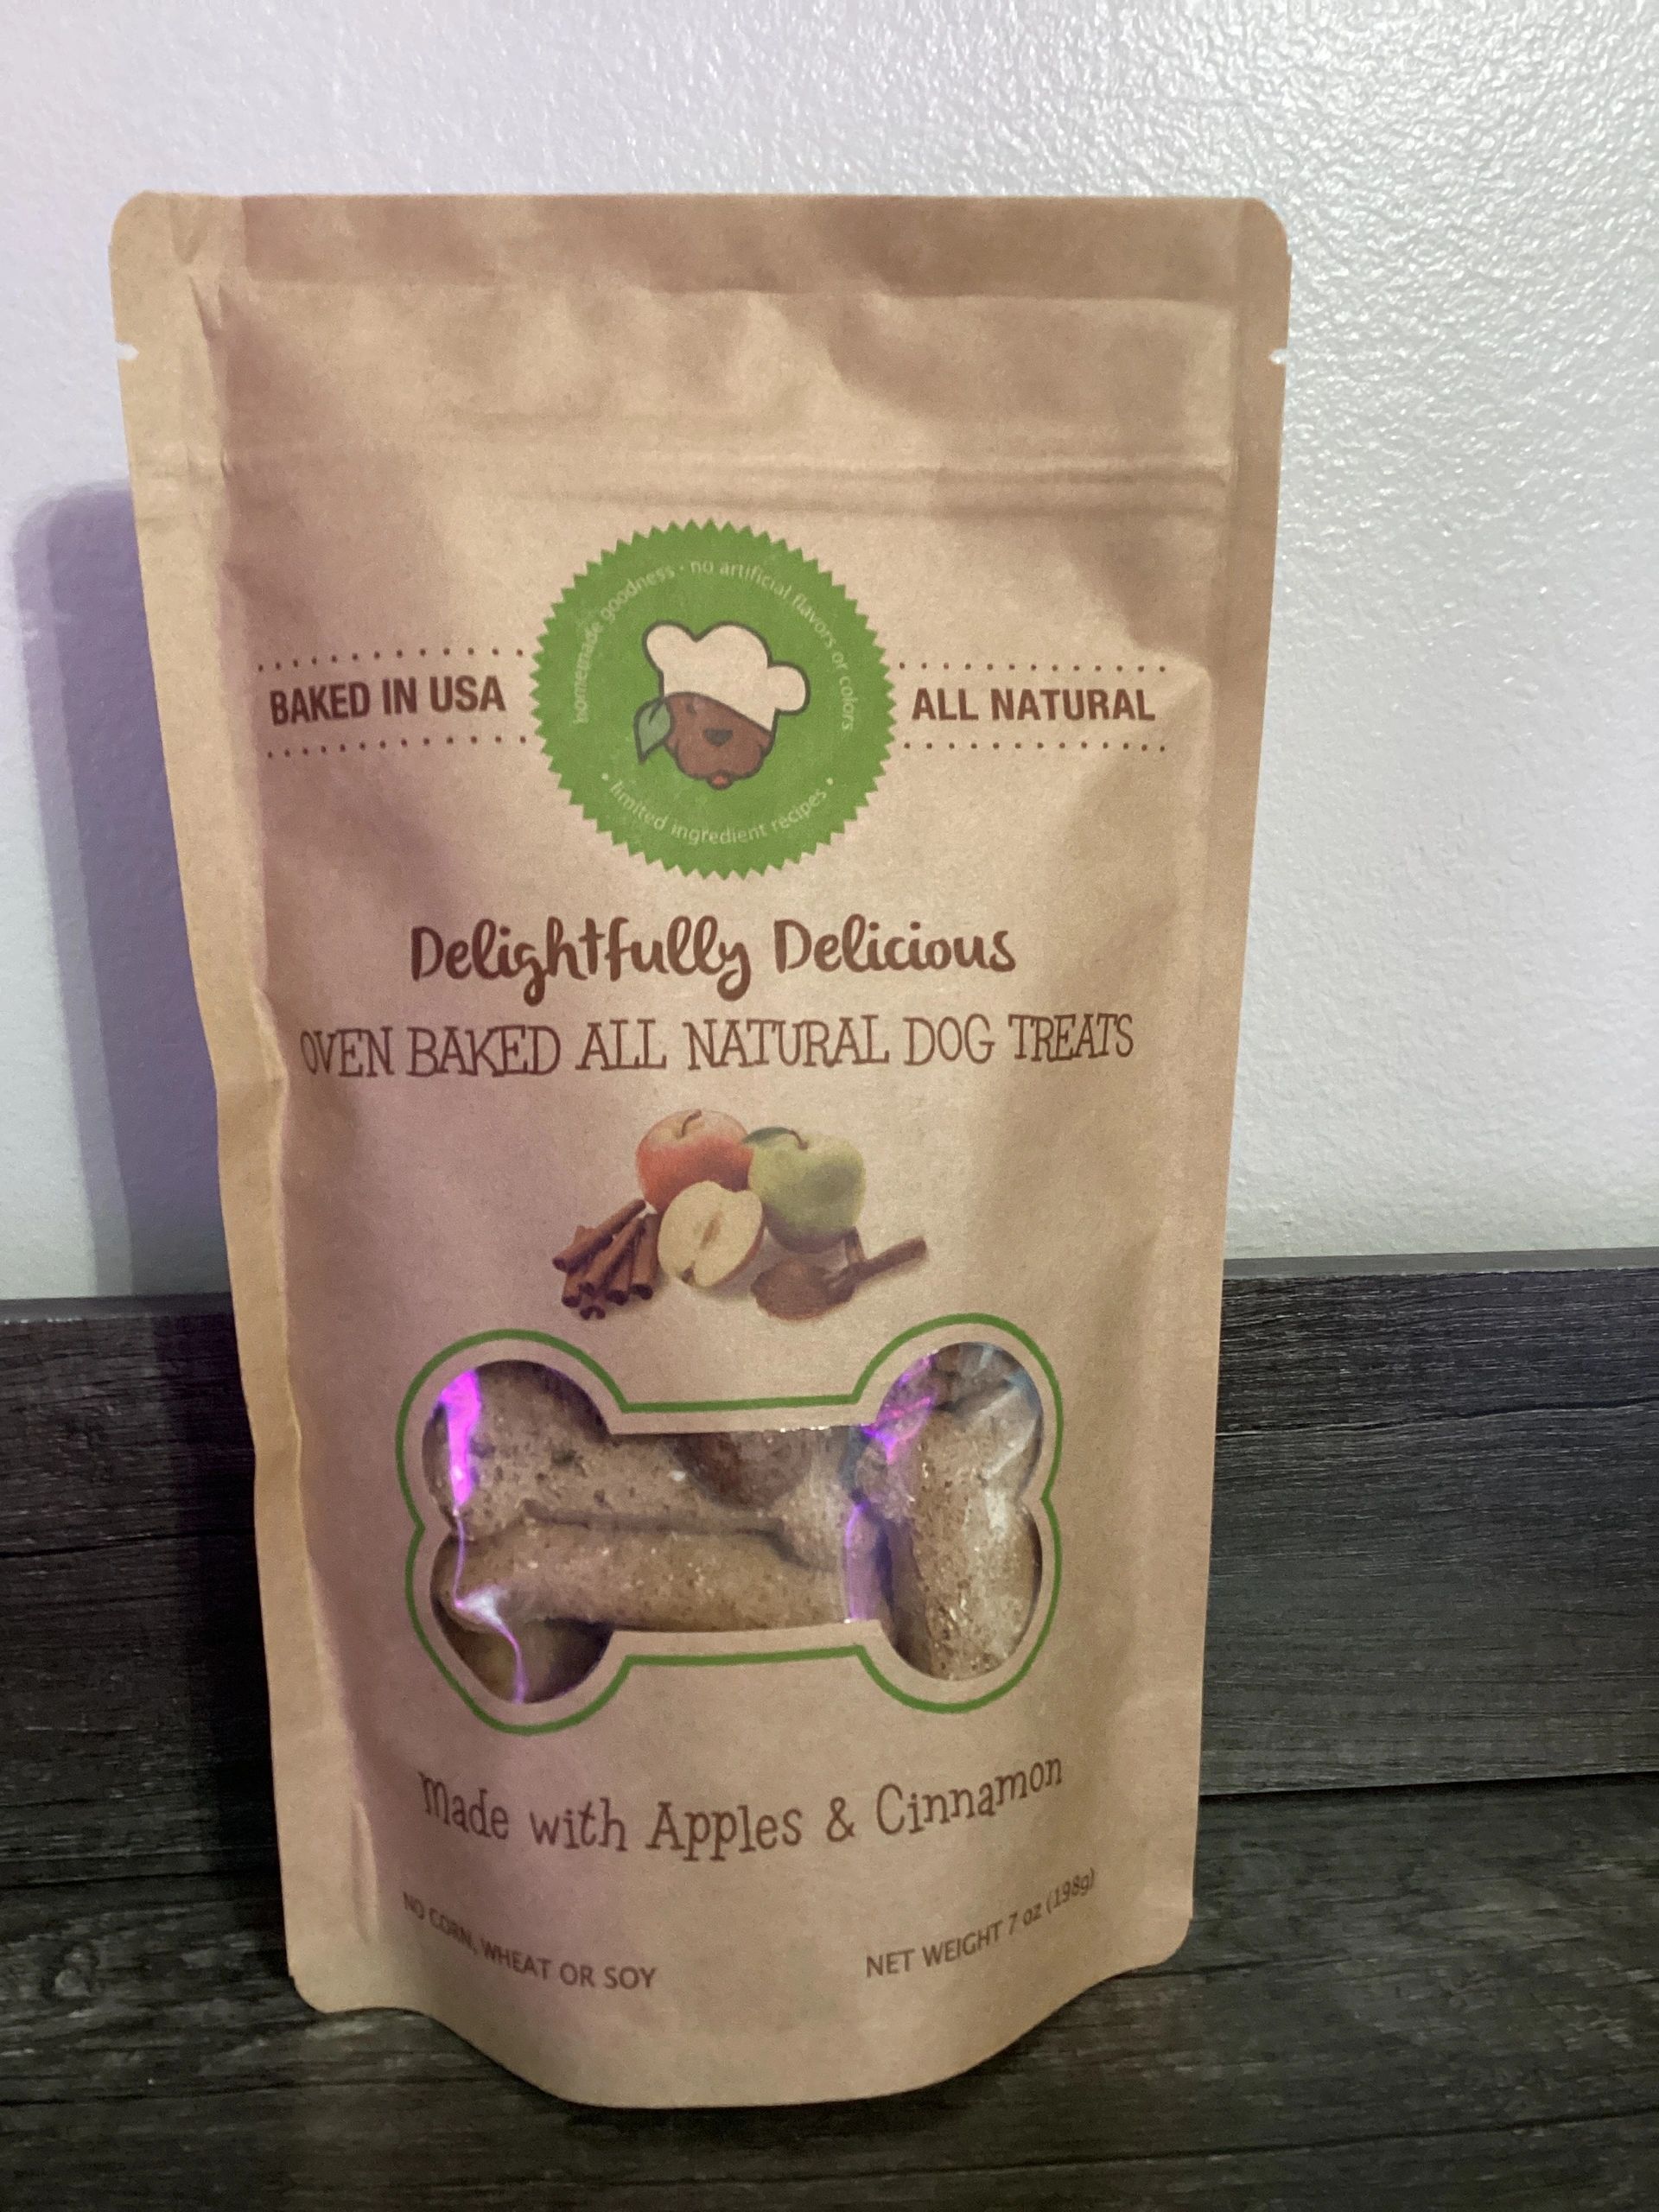 homemade goodness • no artificial flavors or colors
BAKED IN USA
ALL NATURAL
• limited ingredient recipes •
Delightfully Delicious
OVEN BAKED ALL NATURAL DOG TREATS
Made with Apples & Cinnamon
NO CORN, WHEAT OR SOY
NET WEIGHT 7 oz (198g)